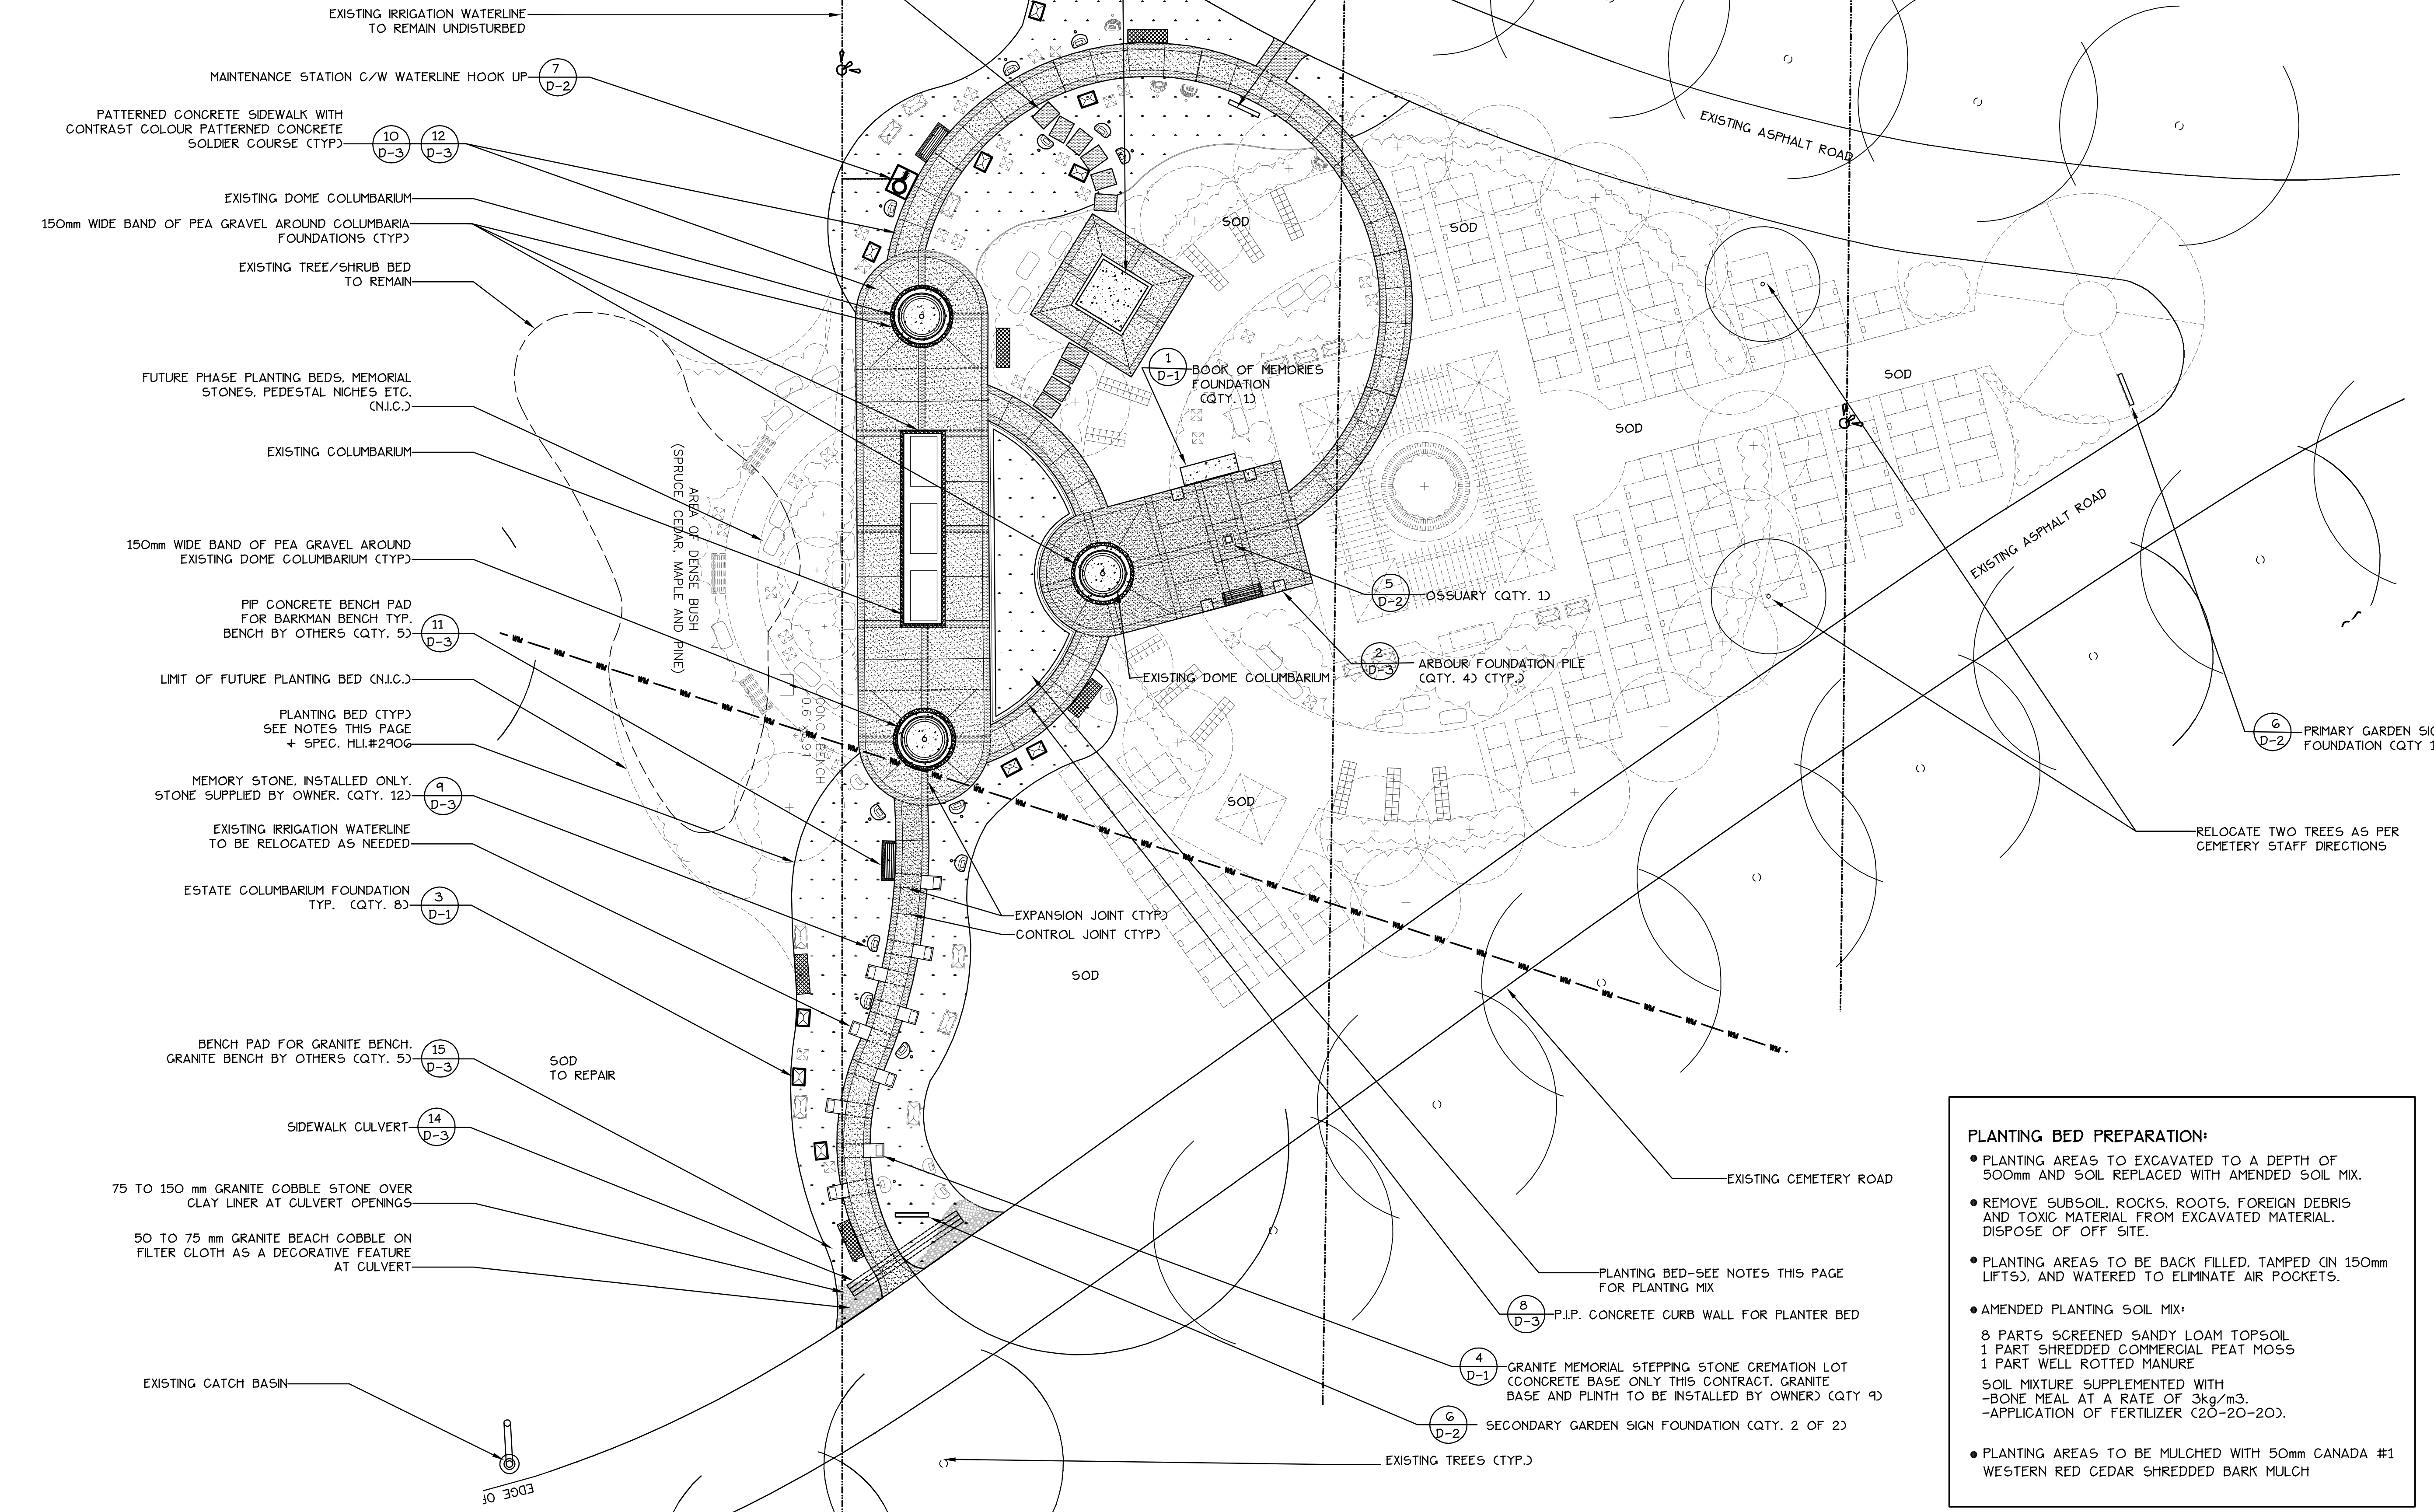 EXISTING IRRIGATION WATERLINE
TO REMAIN UNDISTURBED
MAINTENANCE STATION C/W WATERLINE HOOK UP
7
D-2
PATTERNED CONCRETE SIDEWALK WITH
CONTRAST COLOUR PATTERNED CONCRETE
SOLDIER COURSE (TYP)
10
D-3
12
D-3
EXISTING DOME COLUMBARIUM
150mm WIDE BAND OF PEA GRAVEL AROUND COLUMBARIA
FOUNDATIONS (TYP)
EXISTING TREE/SHRUB BED
TO REMAIN
FUTURE PHASE PLANTING BEDS, MEMORIAL
STONES, PEDESTAL NICHES ETC.
(N.I.C.)
EXISTING COLUMBARIUM
150mm WIDE BAND OF PEA GRAVEL AROUND
EXISTING DOME COLUMBARIUM (TYP)
PIP CONCRETE BENCH PAD
FOR BARKMAN BENCH TYP.
BENCH BY OTHERS (QTY. 5)
11
D-3
LIMIT OF FUTURE PLANTING BED (N.I.C.)
PLANTING BED (TYP)
SEE NOTES THIS PAGE
+ SPEC. HLI.#2906
MEMORY STONE, INSTALLED ONLY.
STONE SUPPLIED BY OWNER. (QTY. 12)
9
D-3
EXISTING IRRIGATION WATERLINE
TO BE RELOCATED AS NEEDED
ESTATE COLUMBARIUM FOUNDATION
TYP. (QTY. 8)
3
D-1
BENCH PAD FOR GRANITE BENCH.
GRANITE BENCH BY OTHERS (QTY. 5)
15
D-3
SOD
TO REPAIR
SIDEWALK CULVERT
14
D-3
75 TO 150 mm GRANITE COBBLE STONE OVER
CLAY LINER AT CULVERT OPENINGS
50 TO 75 mm GRANITE BEACH COBBLE ON
FILTER CLOTH AS A DECORATIVE FEATURE
AT CULVERT
EXISTING CATCH BASIN
EDGE OF
AREA OF DENSE BUSH
(SPRUCE, CEDAR, MAPLE AND PINE)
CONC. BENCH
EXISTING ASPHALT ROAD
SOD
SOD
SOD
SOD
1
D-1
BOOK OF MEMORIES
FOUNDATION
(QTY. 1)
EXISTING ASPHALT ROAD
5
D-2
OSSUARY (QTY. 1)
2
D-3
ARBOUR FOUNDATION PILE
(QTY. 4) (TYP.)
EXISTING DOME COLUMBARIUM
6
D-2
PRIMARY GARDEN SIG
FOUNDATION (QTY 1
SOD
RELOCATE TWO TREES AS PER
CEMETERY STAFF DIRECTIONS
EXPANSION JOINT (TYP)
CONTROL JOINT (TYP)
SOD
EXISTING CEMETERY ROAD
PLANTING BED-SEE NOTES THIS PAGE
FOR PLANTING MIX
8
D-3
P.I.P. CONCRETE CURB WALL FOR PLANTER BED
4
D-1
GRANITE MEMORIAL STEPPING STONE CREMATION LOT
(CONCRETE BASE ONLY THIS CONTRACT, GRANITE
BASE AND PLINTH TO BE INSTALLED BY OWNER) (QTY 9)
6
D-2
SECONDARY GARDEN SIGN FOUNDATION (QTY. 2 OF 2)
EXISTING TREES (TYP.)
PLANTING BED PREPARATION:
• PLANTING AREAS TO EXCAVATED TO A DEPTH OF
500mm AND SOIL REPLACED WITH AMENDED SOIL MIX.
• REMOVE SUBSOIL, ROCKS, ROOTS, FOREIGN DEBRIS
AND TOXIC MATERIAL FROM EXCAVATED MATERIAL.
DISPOSE OF OFF SITE.
• PLANTING AREAS TO BE BACK FILLED, TAMPED (IN 150mm
LIFTS), AND WATERED TO ELIMINATE AIR POCKETS.
• AMENDED PLANTING SOIL MIX:
8 PARTS SCREENED SANDY LOAM TOPSOIL
1 PART SHREDDED COMMERCIAL PEAT MOSS
1 PART WELL ROTTED MANURE
SOIL MIXTURE SUPPLEMENTED WITH
-BONE MEAL AT A RATE OF 3kg/m3.
-APPLICATION OF FERTILIZER (20-20-20).
• PLANTING AREAS TO BE MULCHED WITH 50mm CANADA #1
WESTERN RED CEDAR SHREDDED BARK MULCH